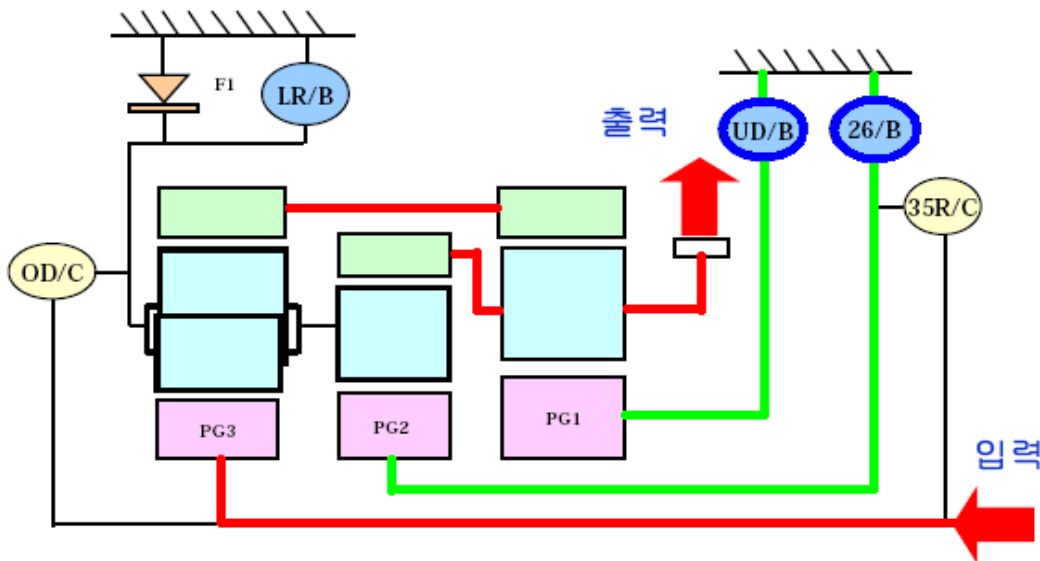 F1
LR/B
출력
UD/B
26/B
35R/C
OD/C
PG3
PG2
PG1
입력